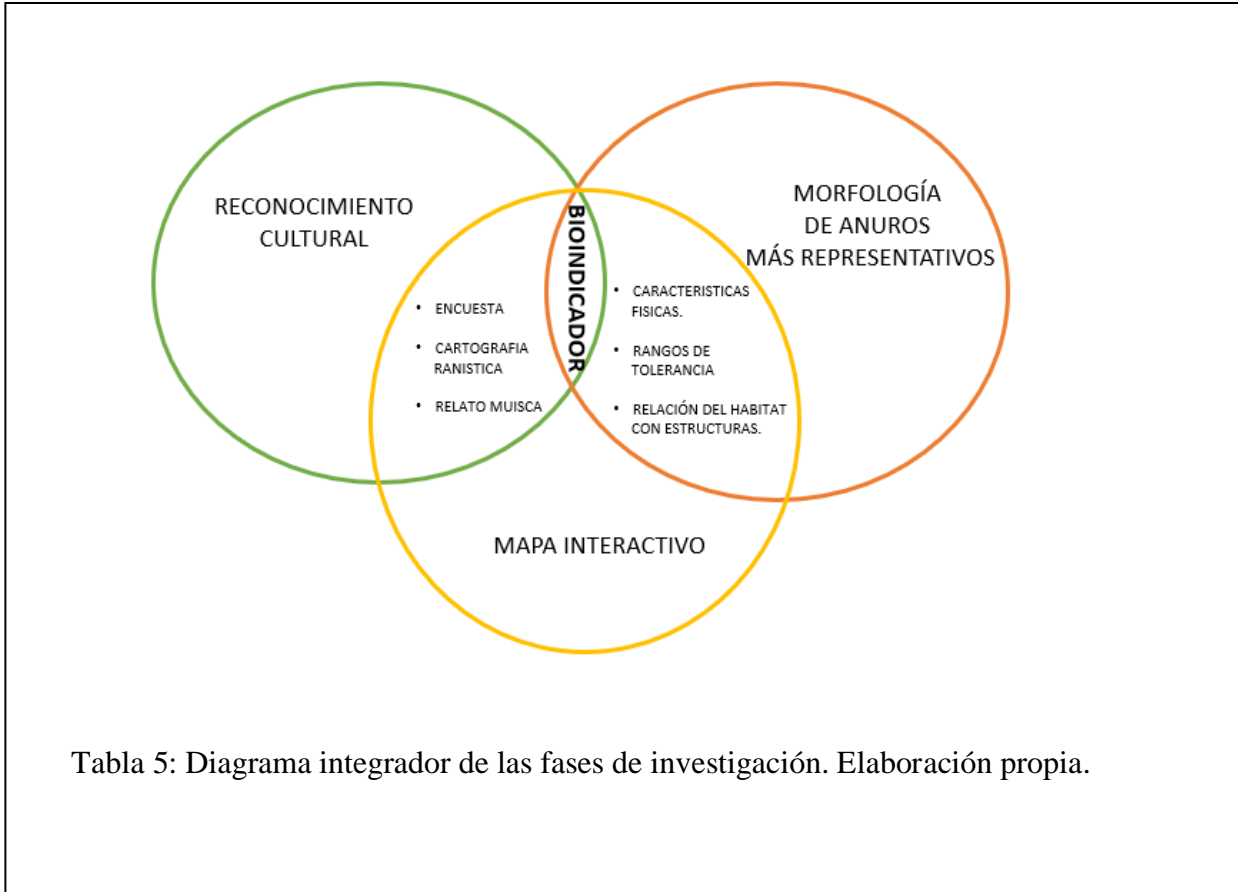 RECONOCIMIENTO
CULTURAL
MORFOLOGÍA
DE ANUROS
MÁS REPRESENTATIVOS
BIOINDICADOR
• ENCUESTA
• CARTOGRAFIA
RANISTICA
• RELATO MUISCA
• CARACTERISTICAS
FISICAS.
• RANGOS DE
TOLERANCIA
• RELACIÓN DEL HABITAT
CON ESTRUCTURAS.
MAPA INTERACTIVO
Tabla 5: Diagrama integrador de las fases de investigación. Elaboración propia.